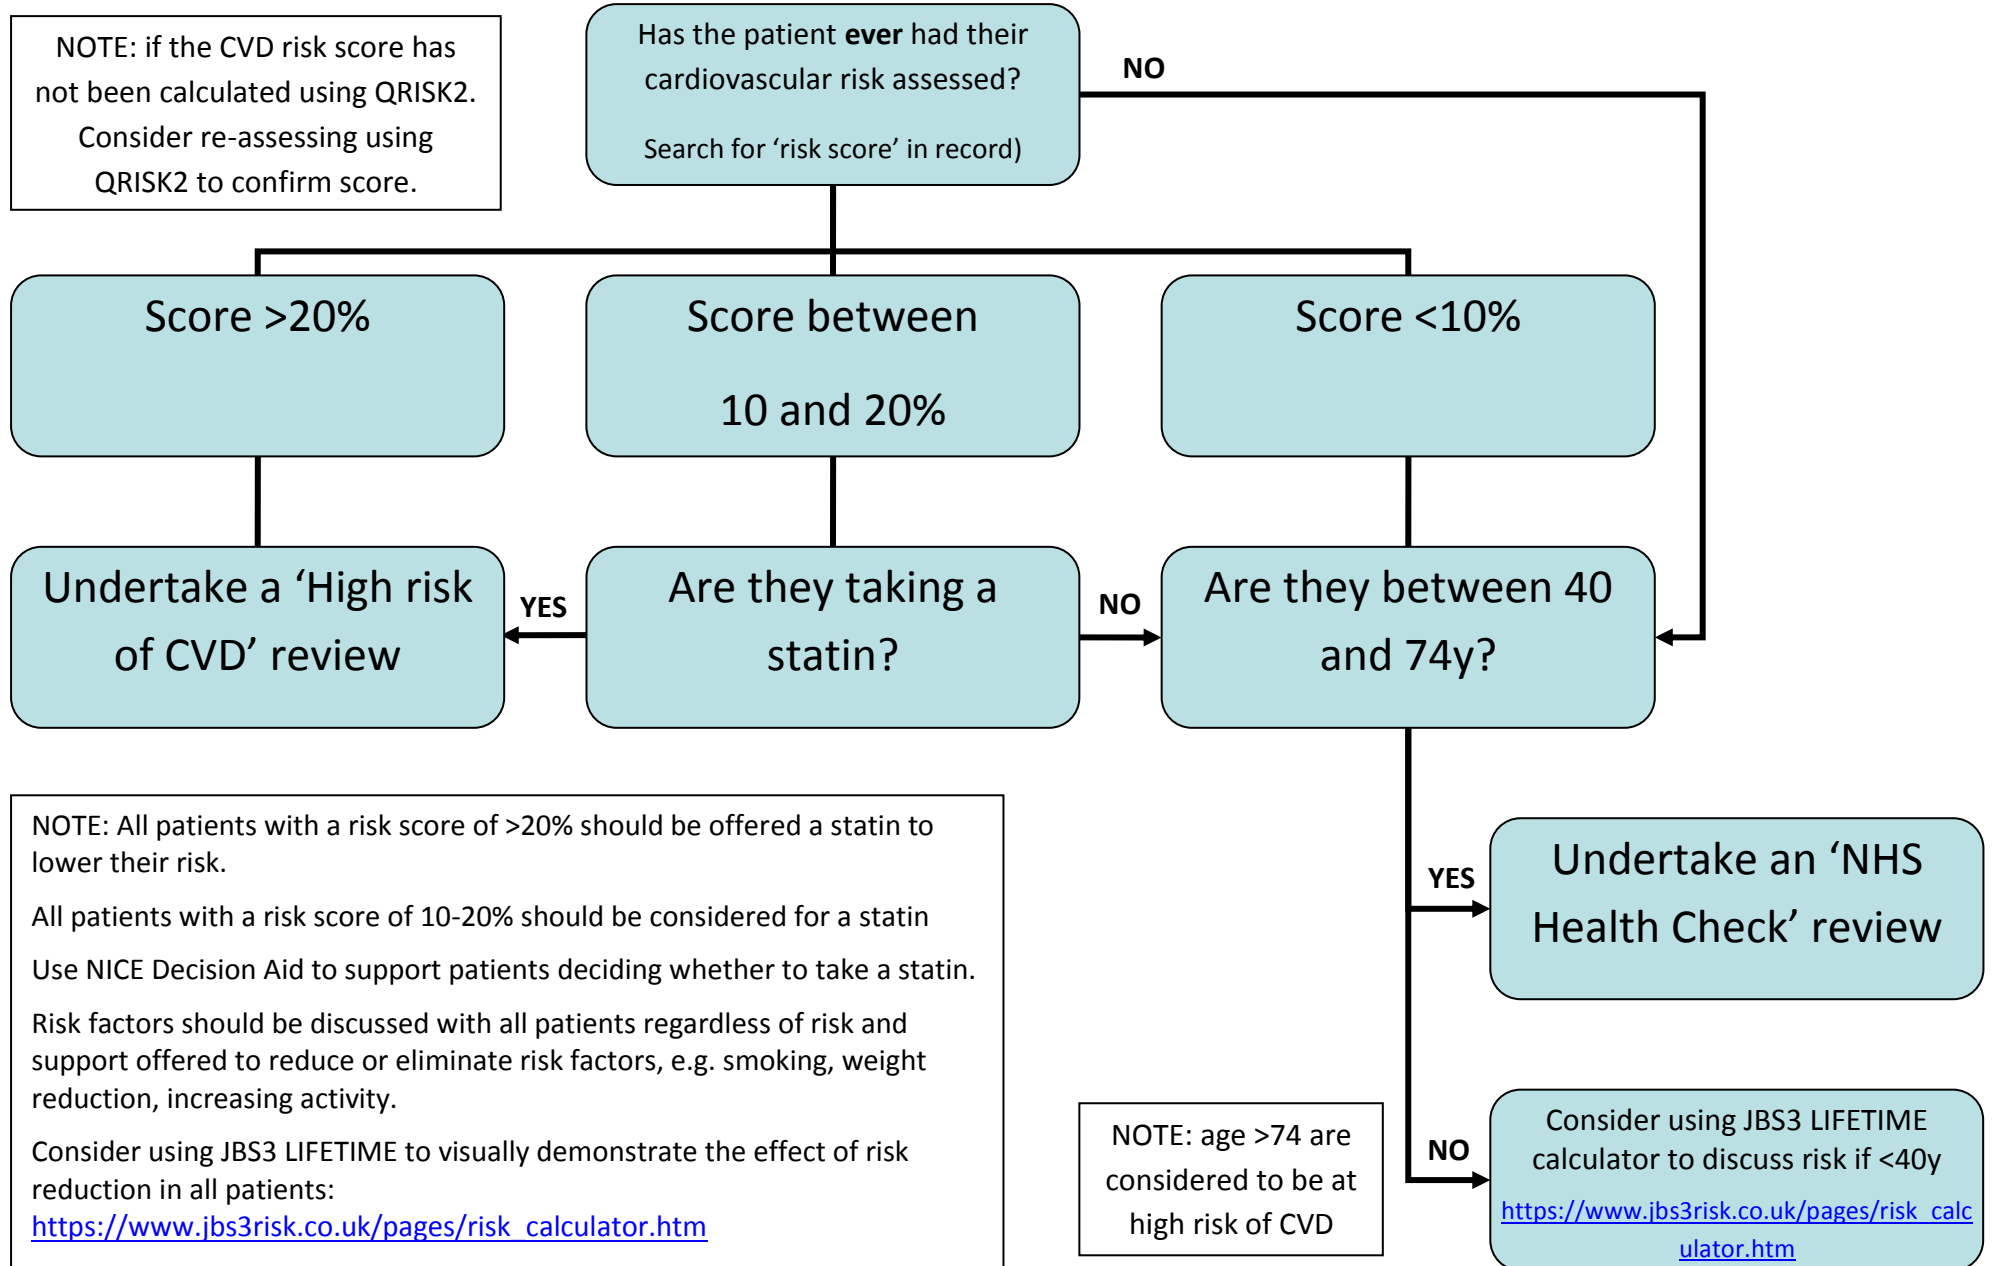 NOTE: if the CVD risk score has
not been calculated using QRISK2.
Consider re-assessing using
QRISK2 to confirm score.
Has the patient ever had their
cardiovascular risk assessed?
Search for ‘risk score’ in record)
NO
Score >20%
Score between
10 and 20%
Score <10%
Undertake a ‘High risk
of CVD’ review
YES
Are they taking a
statin?
NO
Are they between 40
and 74y?
NOTE: All patients with a risk score of >20% should be offered a statin to
lower their risk.
All patients with a risk score of 10-20% should be considered for a statin
Use NICE Decision Aid to support patients deciding whether to take a statin.
Risk factors should be discussed with all patients regardless of risk and
support offered to reduce or eliminate risk factors, e.g. smoking, weight
reduction, increasing activity.
Consider using JBS3 LIFETIME to visually demonstrate the effect of risk
reduction in all patients:
https://www.jbs3risk.co.uk/pages/risk_calculator.htm
YES
Undertake an ‘NHS
Health Check’ review
NOTE: age >74 are
considered to be at
high risk of CVD
NO
Consider using JBS3 LIFETIME
calculator to discuss risk if <40y
https://www.jbs3risk.co.uk/pages/risk_calc
ulator.htm